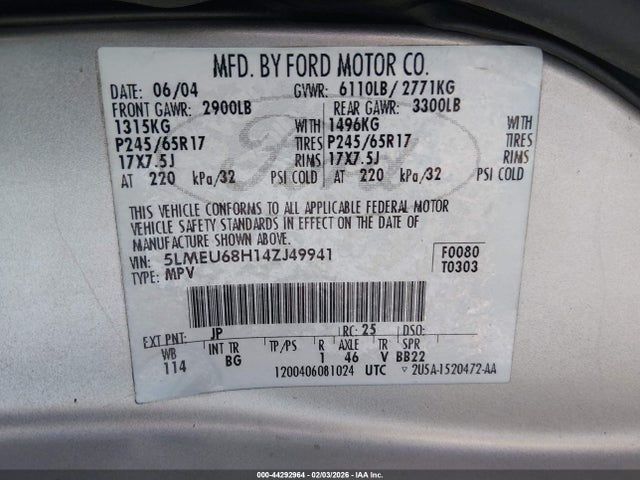 MFD. BY FORD MOTOR CO.
DATE: 06/04 GVWR: 6110LB/ 2771KG
FRONT GAWR: 2900LB REAR GAWR: 3300LB
1315KG WITH 1496KG WITH
P245/65R17 TIRES P245/65R17 TIRES
17X7.5J RIMS 17X7.5J RIMS
AT 220 kPa/32 PSI COLD AT 220 kPa/32 PSI COLD
THIS VEHICLE CONFORMS TO ALL APPLICABLE FEDERAL MOTOR
VEHICLE SAFETY STANDARDS IN EFFECT ON THE DATE OF
MANUFACTURE SHOWN ABOVE.
VIN: 5LMEU68H14ZJ49941 F0080
TYPE: MPV T0303
EXT PNT: JP RC: 25 DSO:
WB INT TR TP/PS R AXLE TR SPR
114 BG 1 46 V BB22
1200406081024 UTC 2U5A-1520472-AA
Ford
000-44292964 | 02/03/2026 - IAA Inc.